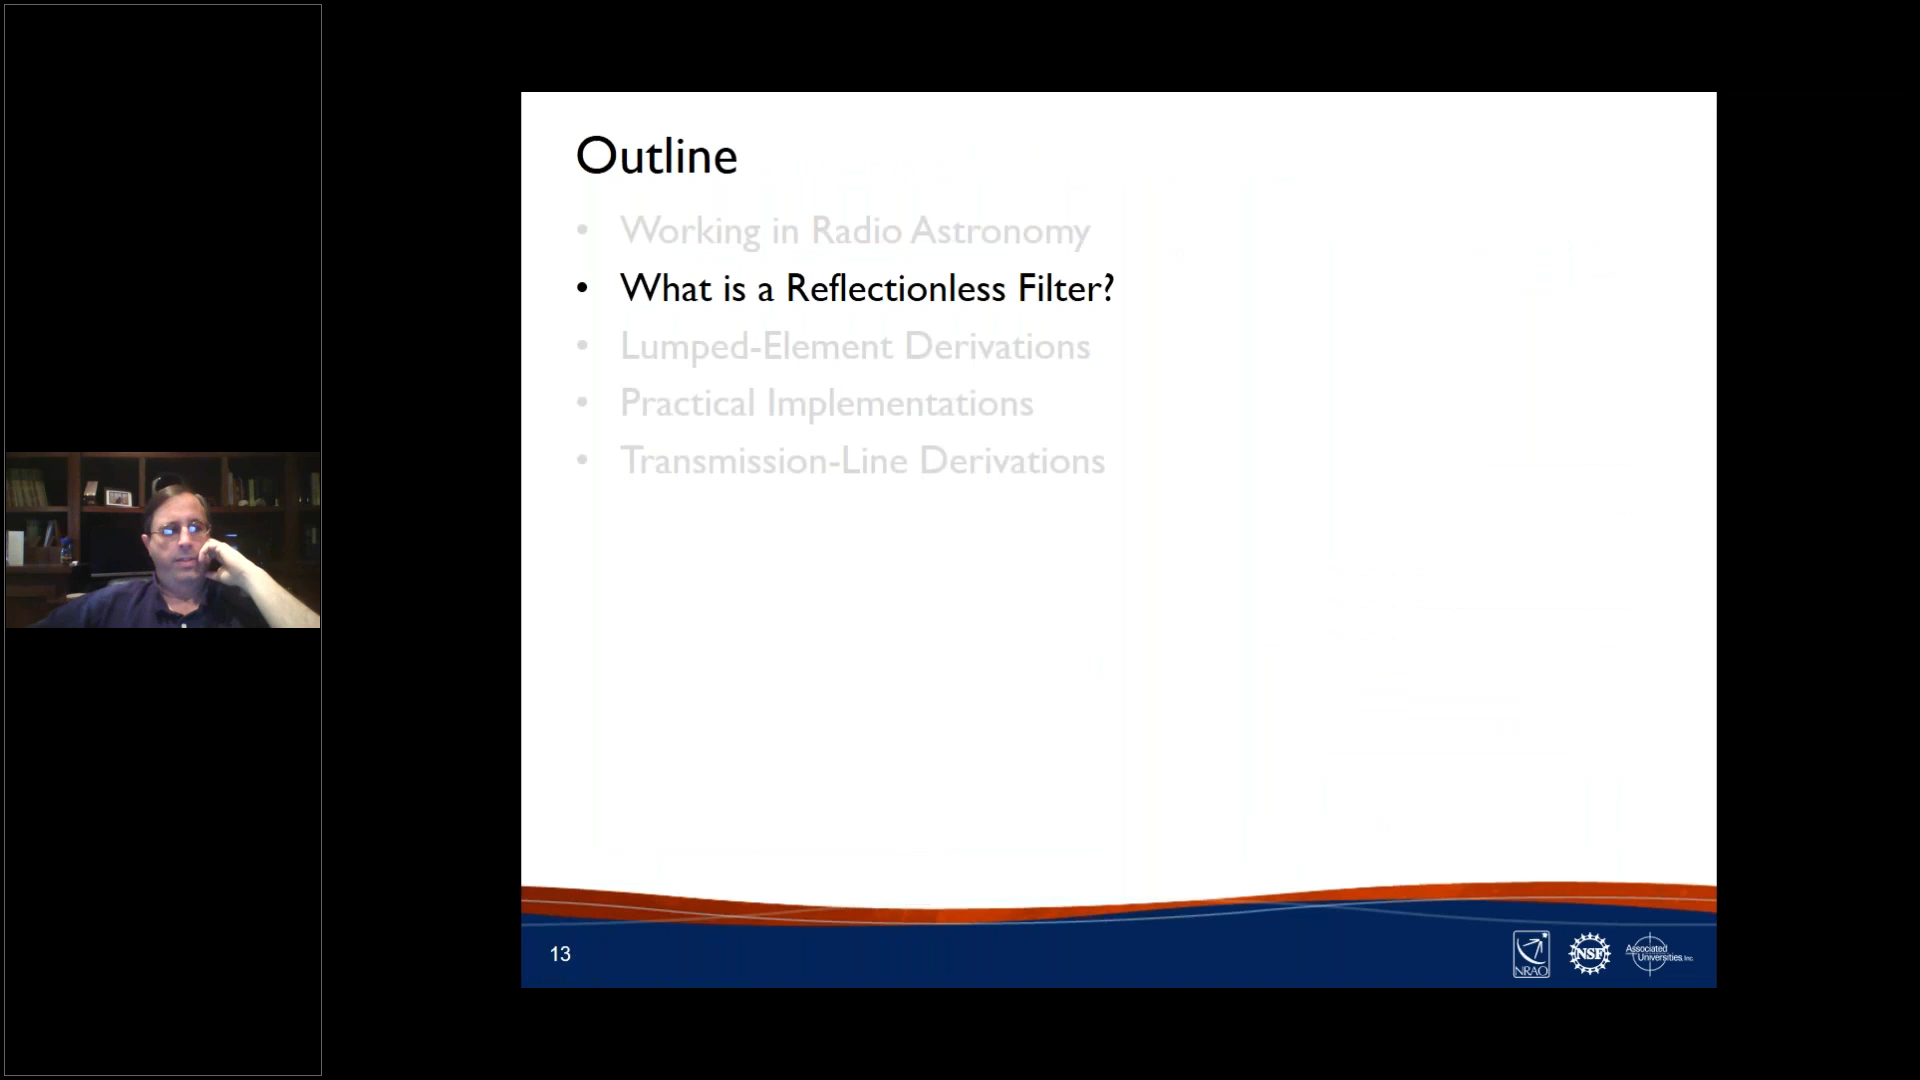 Outline
• Working in Radio Astronomy
• What is a Reflectionless Filter?
• Lumped-Element Derivations
• Practical Implementations
• Transmission-Line Derivations
13
NRAO
NSF
Associated
Universities, Inc.